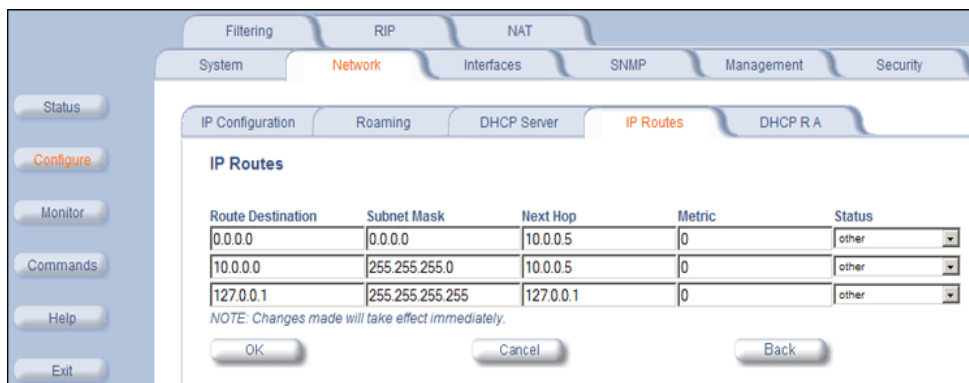 Filtering RIP NAT
System Network Interfaces SNMP Management Security
Status
IP Configuration Roaming DHCP Server IP Routes DHCP R A
Configure
IP Routes
Monitor
Route Destination Subnet Mask Next Hop Metric Status
0.0.0.0 0.0.0.0 10.0.0.5 0 other
Commands
10.0.0.0 255.255.255.0 10.0.0.5 0 other
127.0.0.1 255.255.255.255 127.0.0.1 0 other
Help
NOTE: Changes made will take effect immediately.
OK Cancel Back
Exit